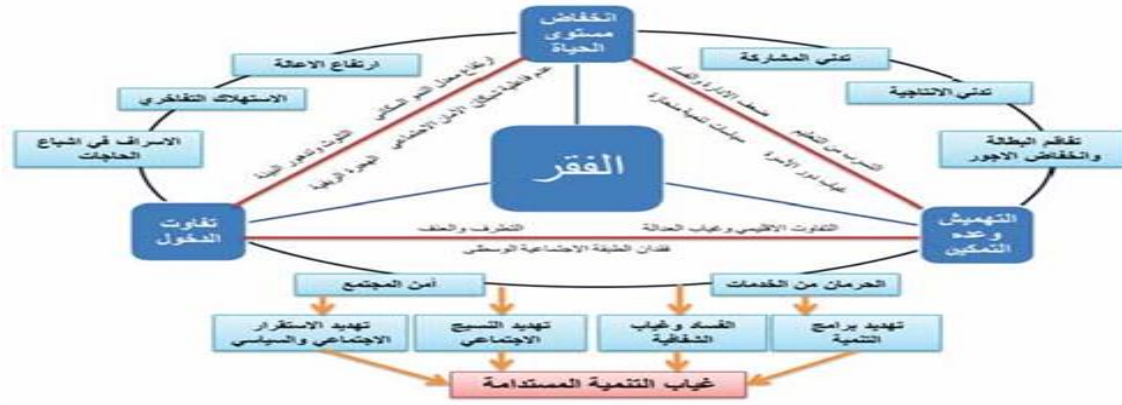 انخفاض
مستوى
الحياة
تدني المشاركة
تدني الانتاجية
تفاقم البطالة
وانخفاض الاجور
ارتفاع الاعالة
الاستهلاك التفاخري
الاسراف في اشباع
الحاجات
ضعف الادارة والفساد
التسرب من التعليم
سياسات تنمية منحازة
غياب دور الأسرة
ارتفاع معدل النمو السكاني
التلوث وتدهور البيئة
عدم فاعلية شبكات الامان الاجتماعي
الهجرة الريفية
الفقر
التهميش
وعده
التمكين
تفاوت
الدخول
التفاوت الاقليمي وغياب العدالة
التطرف والعنف
فقدان الطبقة الاجتماعية الوسطى
الحرمان من الخدمات
أمن المجتمع
تهديد برامج
التنمية
الفساد وغياب
الشفافية
تهديد النسيج
الاجتماعي
تهديد الاستقرار
الاجتماعي والسياسي
غياب التنمية المستدامة